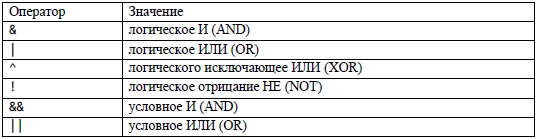 Оператор Значение
& логическое И (AND)
| логическое ИЛИ (OR)
^ логического исключающее ИЛИ (XOR)
! логическое отрицание НЕ (NOT)
&& условное И (AND)
|| условное ИЛИ (OR)